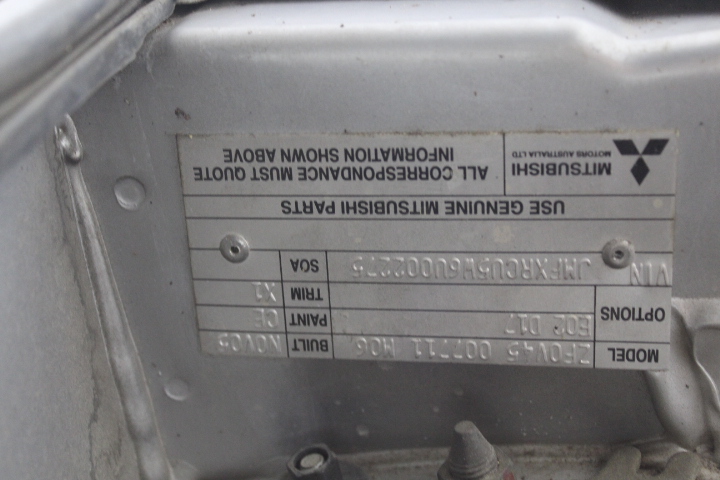 MODEL ZF0V45 007711 M06 BUILT NOV05
OPTIONS E02 D17 PAINT CE
TRIM X1
VIN JMFXRCU5W6U002275 SOA
USE GENUINE MITSUBISHI PARTS
MITSUBISHI
MOTORS AUSTRALIA LTD
ALL CORRESPONDANCE MUST QUOTE
INFORMATION SHOWN ABOVE